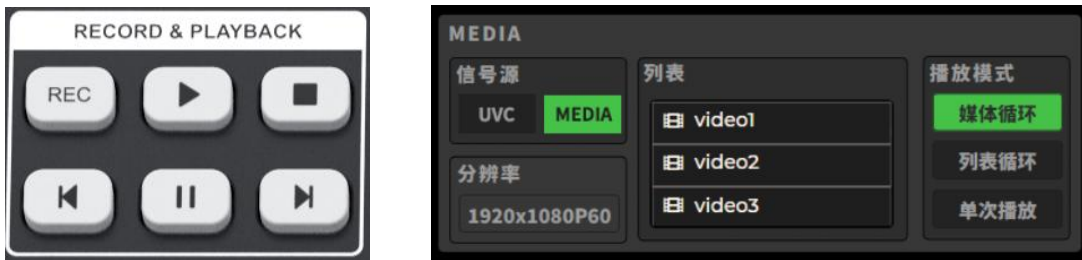 RECORD & PLAYBACK
REC
MEDIA
信号源
UVC MEDIA
分辨率
1920x1080P60
列表
video1
video2
video3
播放模式
媒体循环
列表循环
单次播放